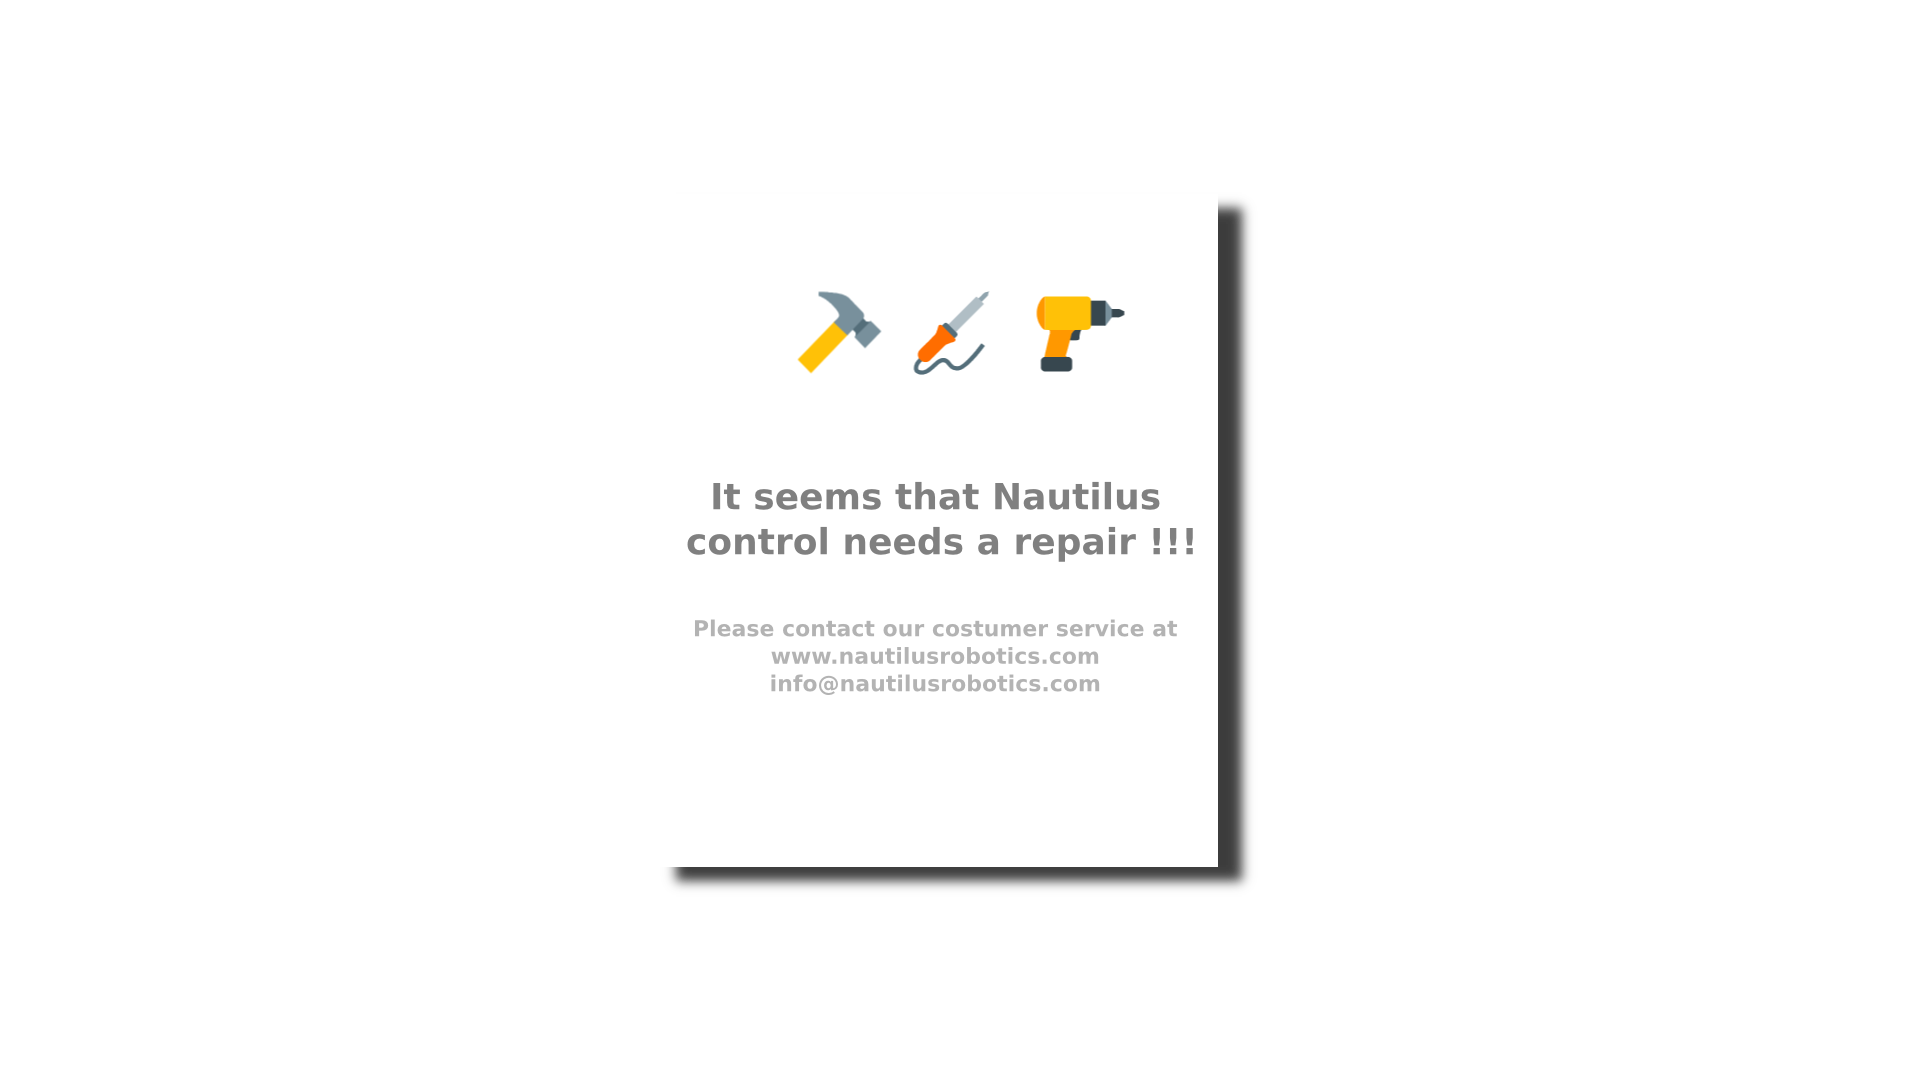 It seems that Nautilus
control needs a repair !!!
Please contact our costumer service at
www.nautilusrobotics.com
info@nautilusrobotics.com